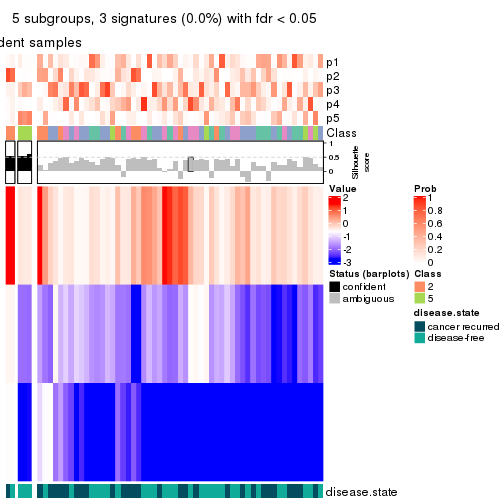 5 subgroups, 3 signatures (0.0%) with fdr < 0.05
dent samples
p1
p2
p3
p4
p5
Class
1
0.5
0
Silhouette
score
Value
2
1
0
-1
-2
-3
Prob
1
0.8
0.6
0.4
0.2
0
Status (barplots)
confident
ambiguous
Class
2
5
disease.state
cancer recurred
disease-free
disease.state